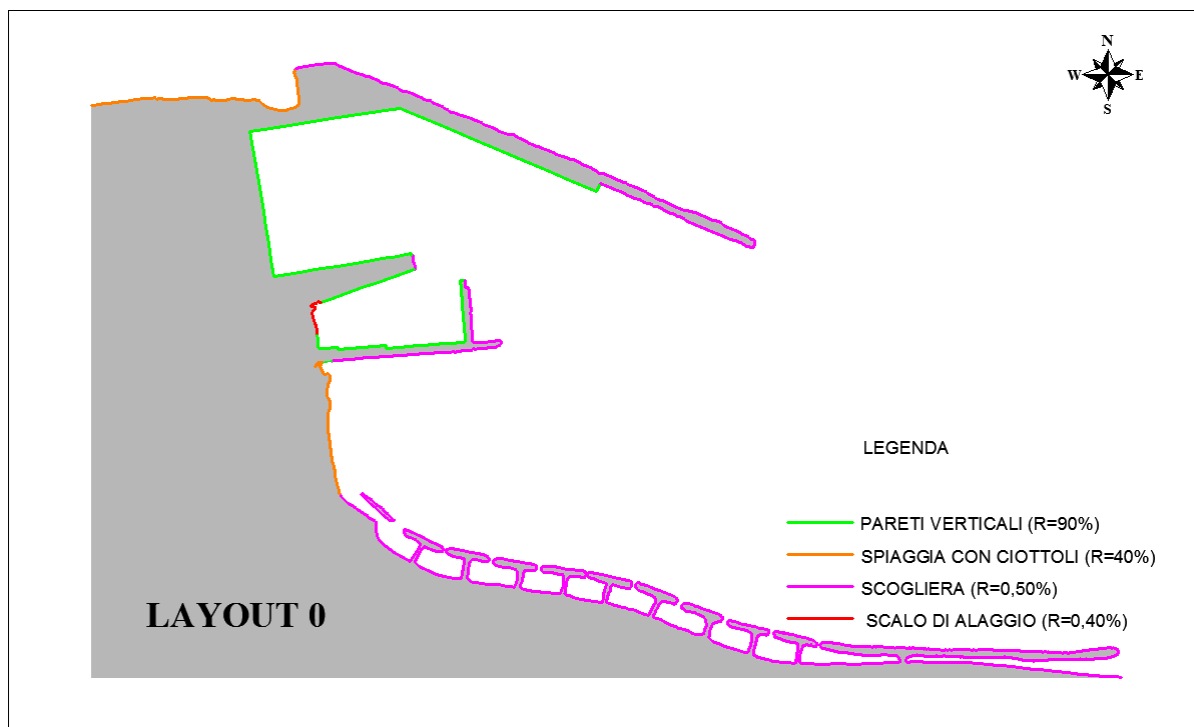 N
W E
S
LEGENDA
PARETI VERTICALI (R=90%)
SPIAGGIA CON CIOTTOLI (R=40%)
SCOGLIERA (R=0,50%)
SCALO DI ALAGGIO (R=0,40%)
LAYOUT 0